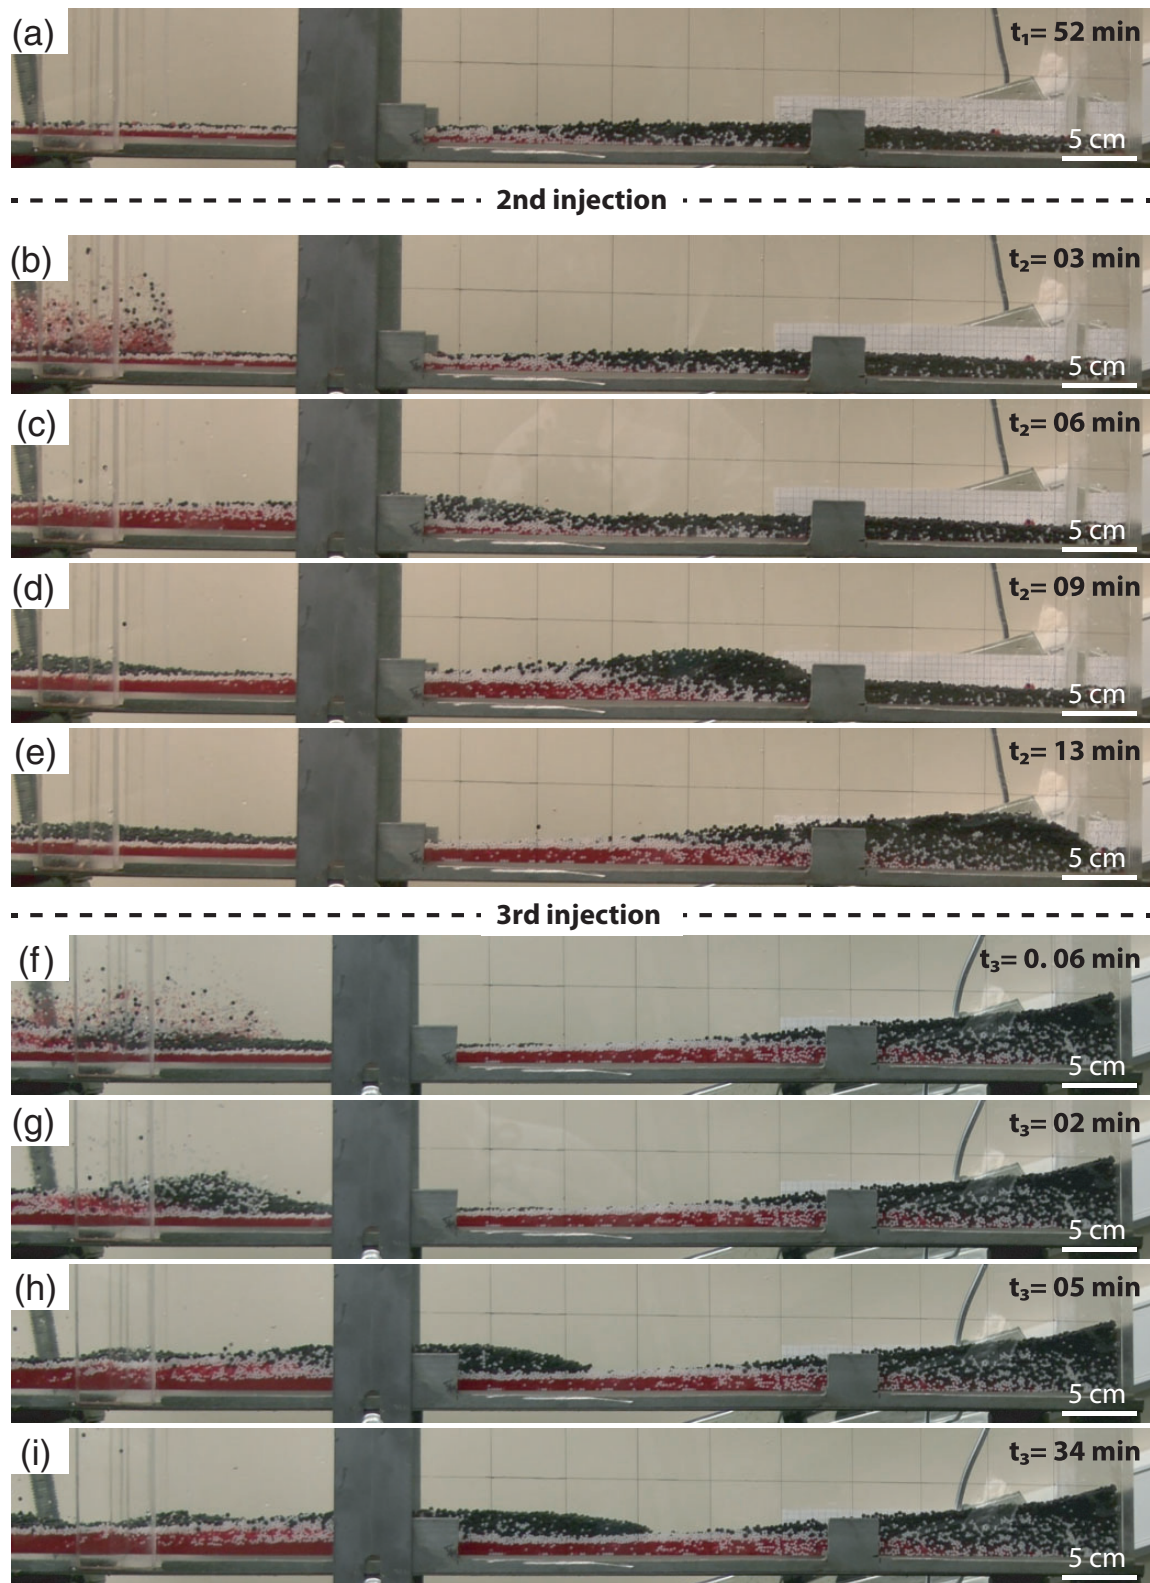 (a)
t₁= 52 min
5 cm
2nd injection
(b)
t₂= 03 min
5 cm
(c)
t₂= 06 min
5 cm
(d)
t₂= 09 min
5 cm
(e)
t₂= 13 min
5 cm
3rd injection
(f)
t₃= 0. 06 min
5 cm
(g)
t₃= 02 min
5 cm
(h)
t₃= 05 min
5 cm
(i)
t₃= 34 min
5 cm